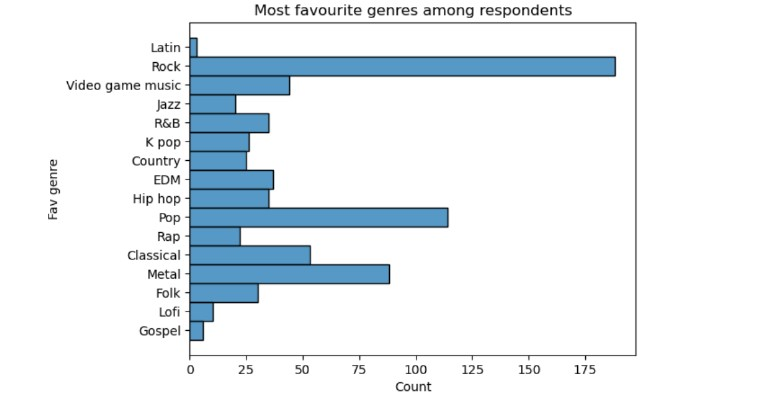 Most favourite genres among respondents
Fav genre
Latin
Rock
Video game music
Jazz
R&B
K pop
Country
EDM
Hip hop
Pop
Rap
Classical
Metal
Folk
Lofi
Gospel
0 25 50 75 100 125 150 175
Count